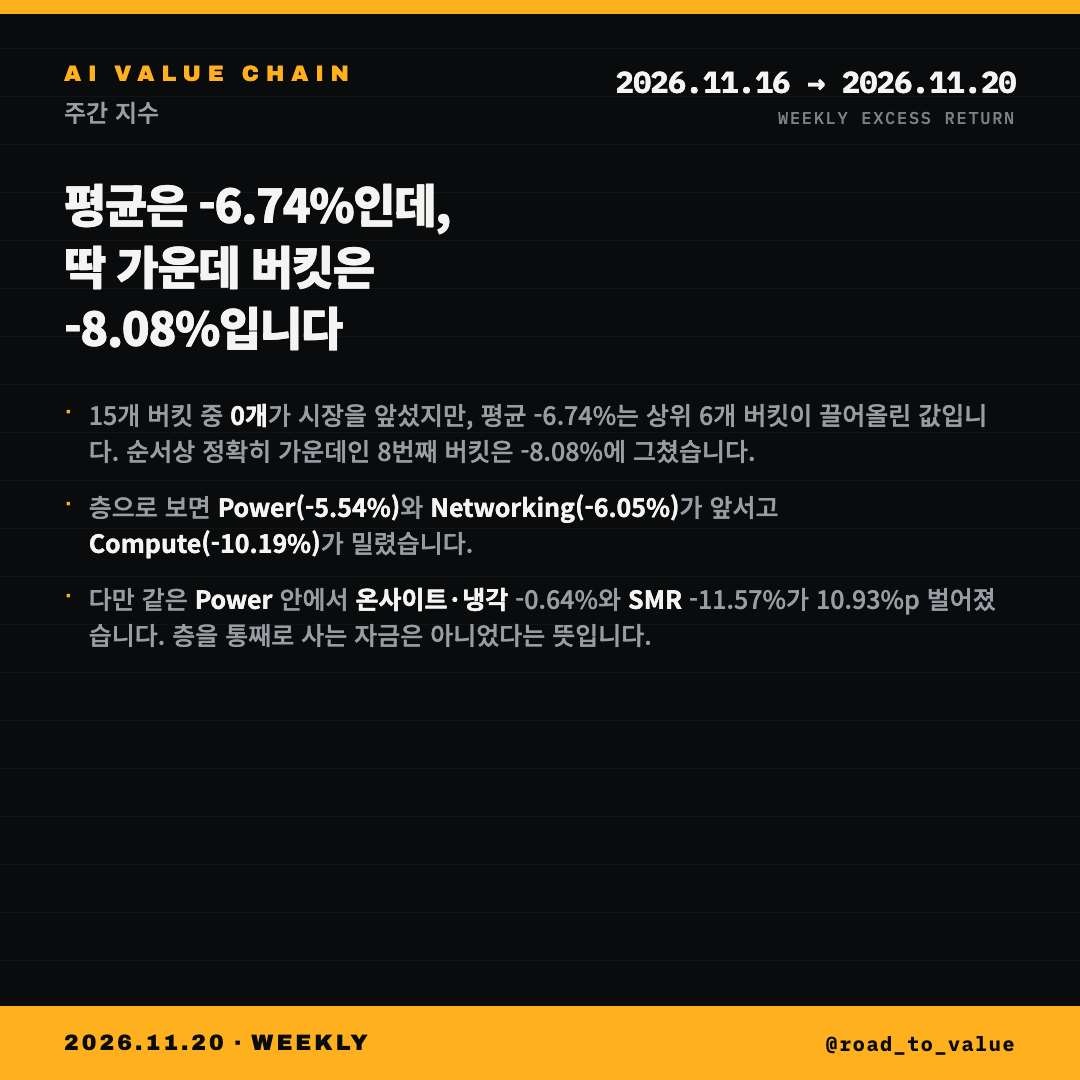 AI VALUE CHAIN
주간 지수
2026.11.16 → 2026.11.20
WEEKLY EXCESS RETURN
평균은 -6.74%인데,
딱 가운데 버킷은
-8.08%입니다
· 15개 버킷 중 0개가 시장을 앞섰지만, 평균 -6.74%는 상위 6개 버킷이 끌어올린 값입니
다. 순서상 정확히 가운데인 8번째 버킷은 -8.08%에 그쳤습니다.
· 층으로 보면 Power(-5.54%)와 Networking(-6.05%)가 앞서고
Compute(-10.19%)가 밀렸습니다.
· 다만 같은 Power 안에서 온사이트·냉각 -0.64%와 SMR -11.57%가 10.93%p 벌어졌
습니다. 층을 통째로 사는 자금은 아니었다는 뜻입니다.
2026.11.20 · WEEKLY
@road_to_value